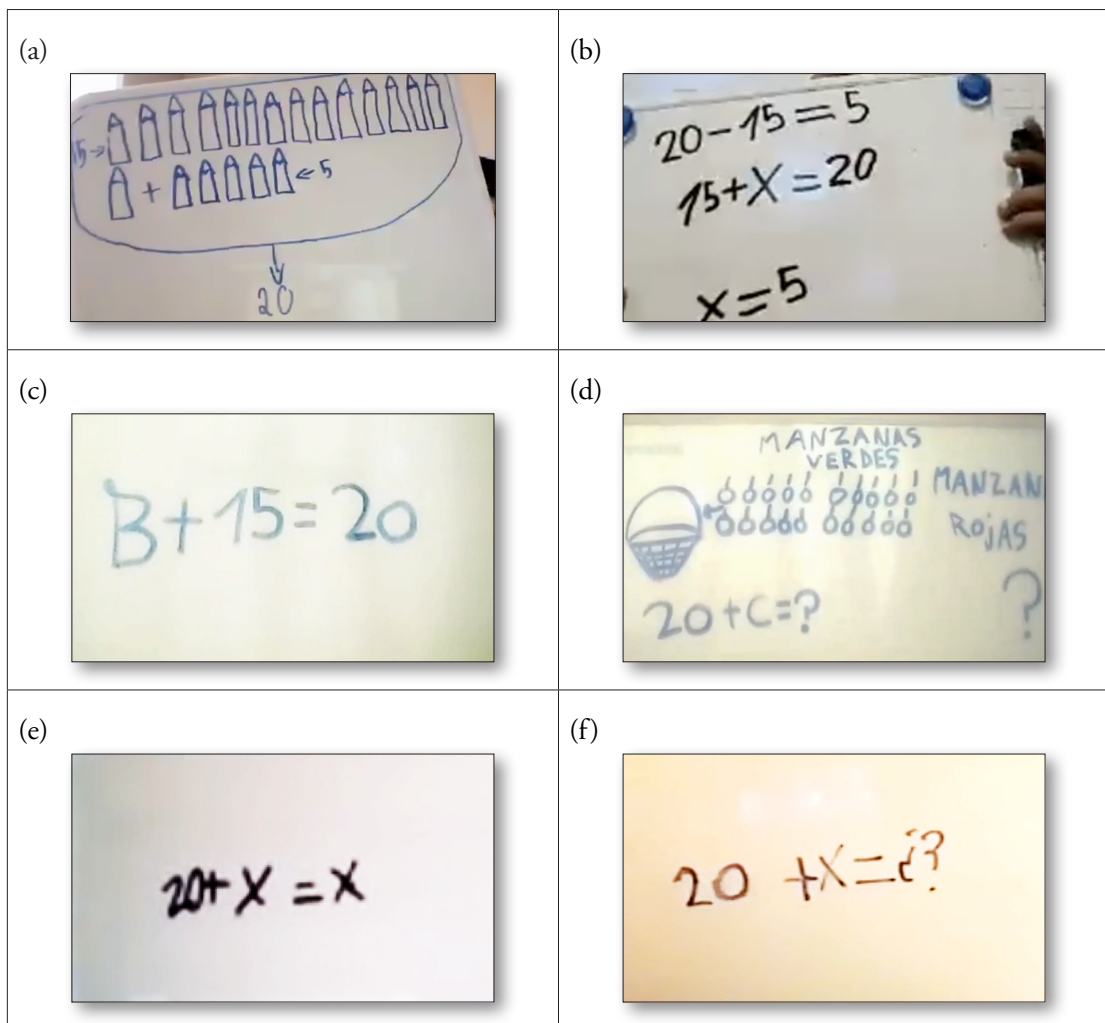 (a)
15→
+ ←5
20
(b)
20-15=5
15+X=20
x=5
(c)
B+15=20
(d)
MANZANAS
VERDES
MANZAN
ROJAS
20+C=?
?
(e)
20+X=X
(f)
20 +X=¿?